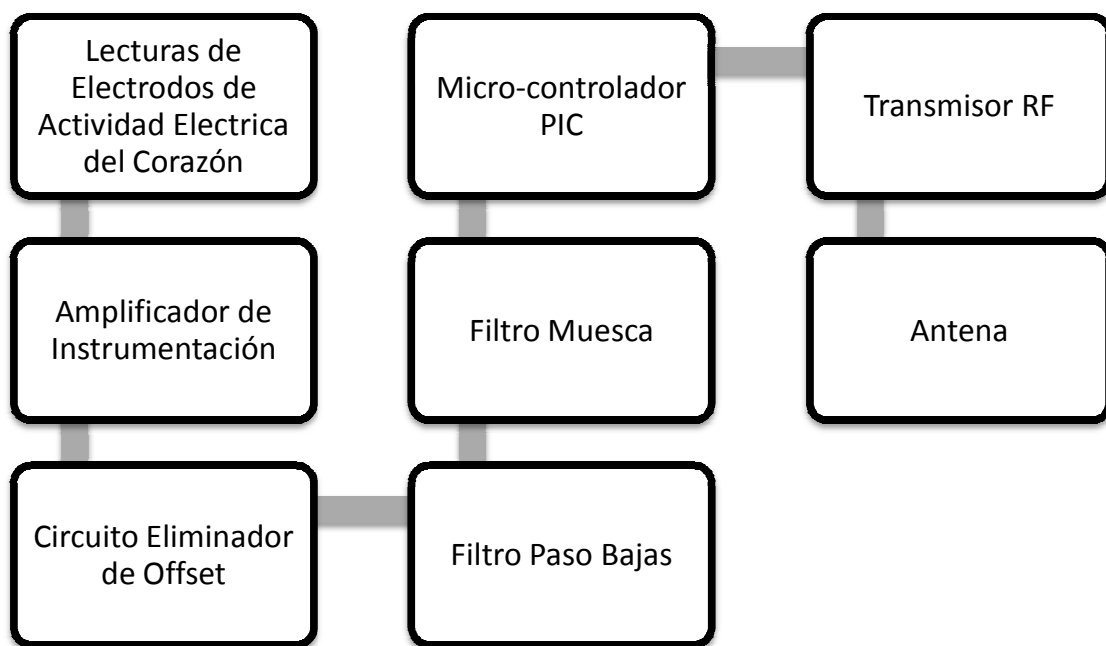 Lecturas de
Electrodos de
Actividad Electrica
del Corazón
Amplificador de
Instrumentación
Circuito Eliminador
de Offset
Filtro Paso Bajas
Filtro Muesca
Micro-controlador
PIC
Transmisor RF
Antena